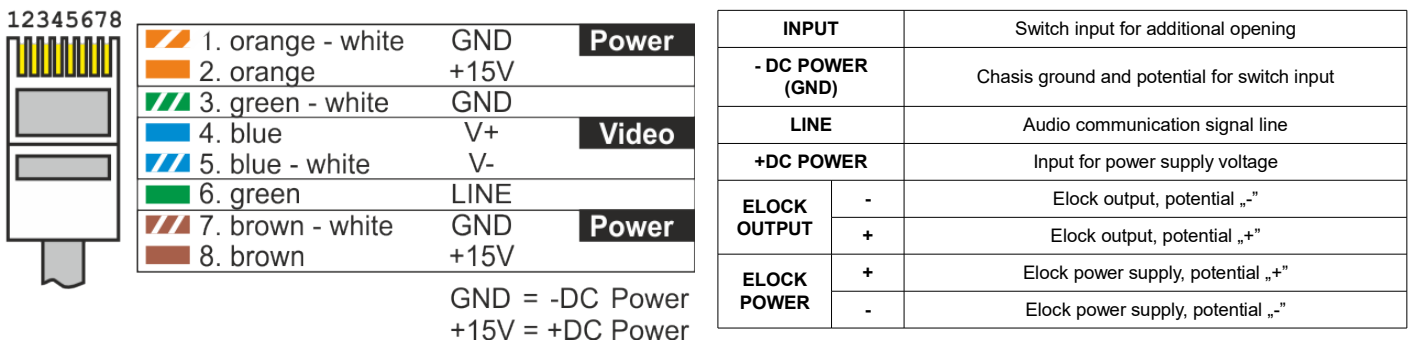 12345678
1. orange - white GND Power
2. orange +15V
3. green - white GND
4. blue V+ Video
5. blue - white V-
6. green LINE
7. brown - white GND Power
8. brown +15V
GND = -DC Power
+15V = +DC Power
INPUT Switch input for additional opening
- DC POWER
(GND) Chasis ground and potential for switch input
LINE Audio communication signal line
+DC POWER Input for power supply voltage
ELOCK
OUTPUT
- Elock output, potential „-”
+ Elock output, potential „+”
ELOCK
POWER
+ Elock power supply, potential „+”
- Elock power supply, potential „-”